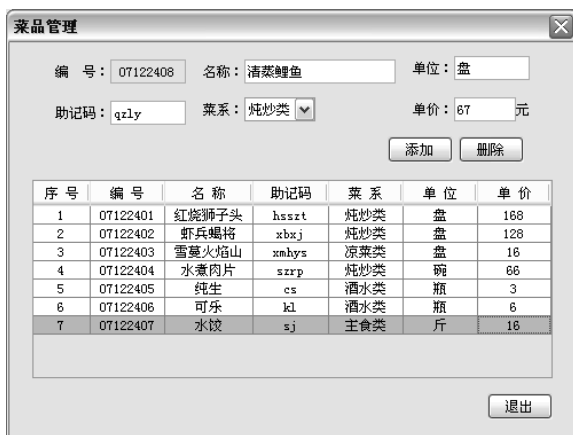 菜品管理
编 号： 07122408 名称： 清蒸鲤鱼 单位： 盘
助记码： qzly 菜系： 炖炒类 单价： 67 元
添加 删除
序 号 编 号 名 称 助记码 菜 系 单 位 单 价
1 07122401 红烧狮子头 hsszt 炖炒类 盘 168
2 07122402 虾兵蝎将 xbxj 炖炒类 盘 128
3 07122403 雪蔓火焰山 xmhys 凉菜类 盘 16
4 07122404 水煮肉片 szrp 炖炒类 碗 66
5 07122405 纯生 cs 酒水类 瓶 3
6 07122406 可乐 kl 酒水类 瓶 6
7 07122407 水饺 sj 主食类 斤 16
退出